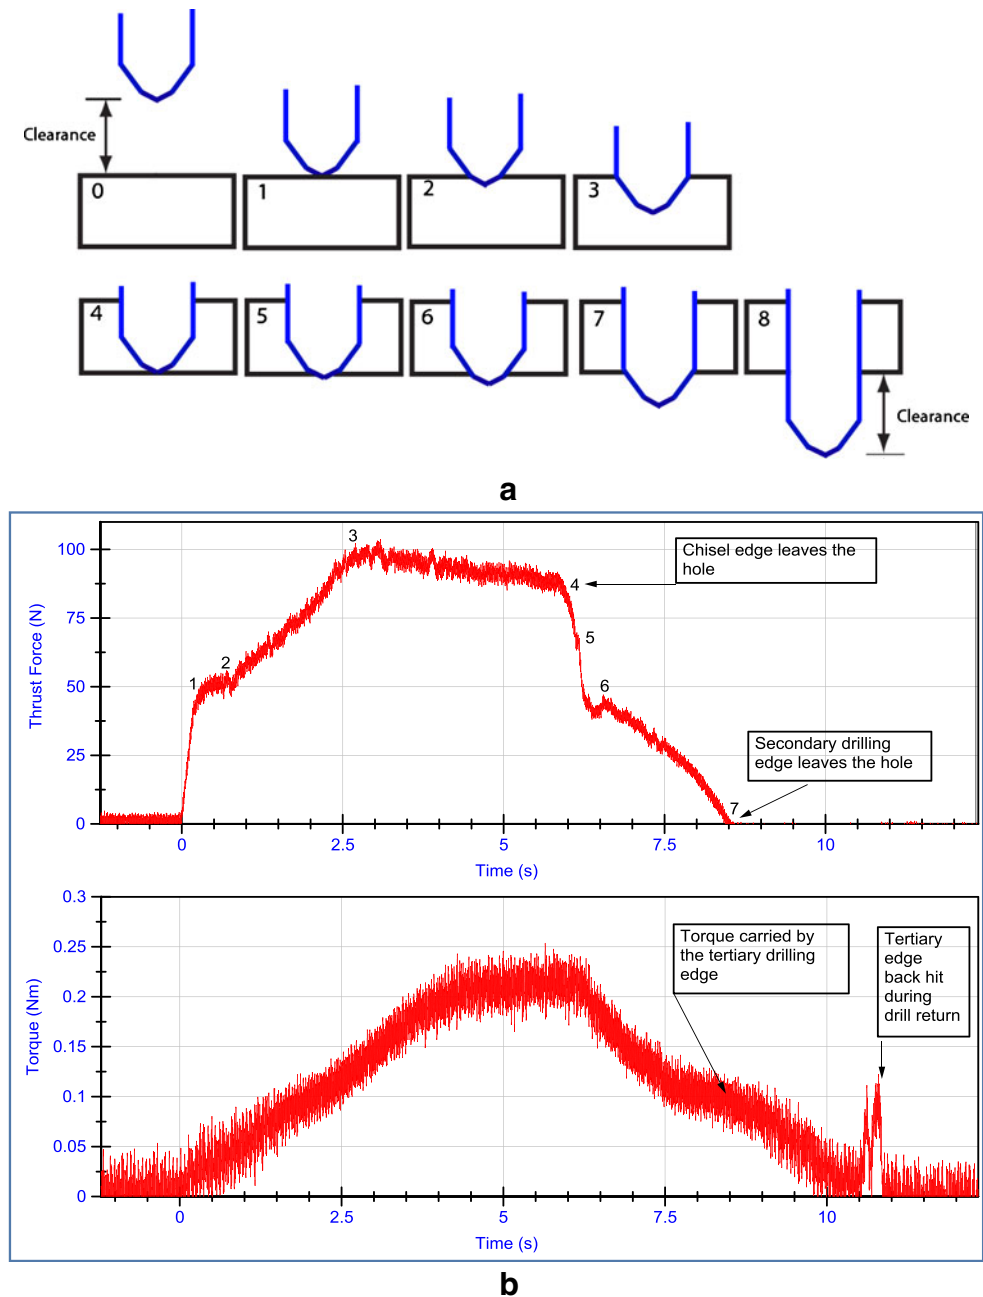 Clearance
0
1
2
3
4
5
6
7
8
Clearance
a
Thrust Force (N)
100
75
50
25
0
1
2
3
4
5
6
7
Chisel edge leaves the
hole
Secondary drilling
edge leaves the hole
0
2.5
5
7.5
10
Time (s)
Torque (Nm)
0.3
0.25
0.2
0.15
0.1
0.05
0
Torque carried by
the tertiary drilling
edge
Tertiary
edge
back hit
during
drill return
0
2.5
5
7.5
10
Time (s)
b